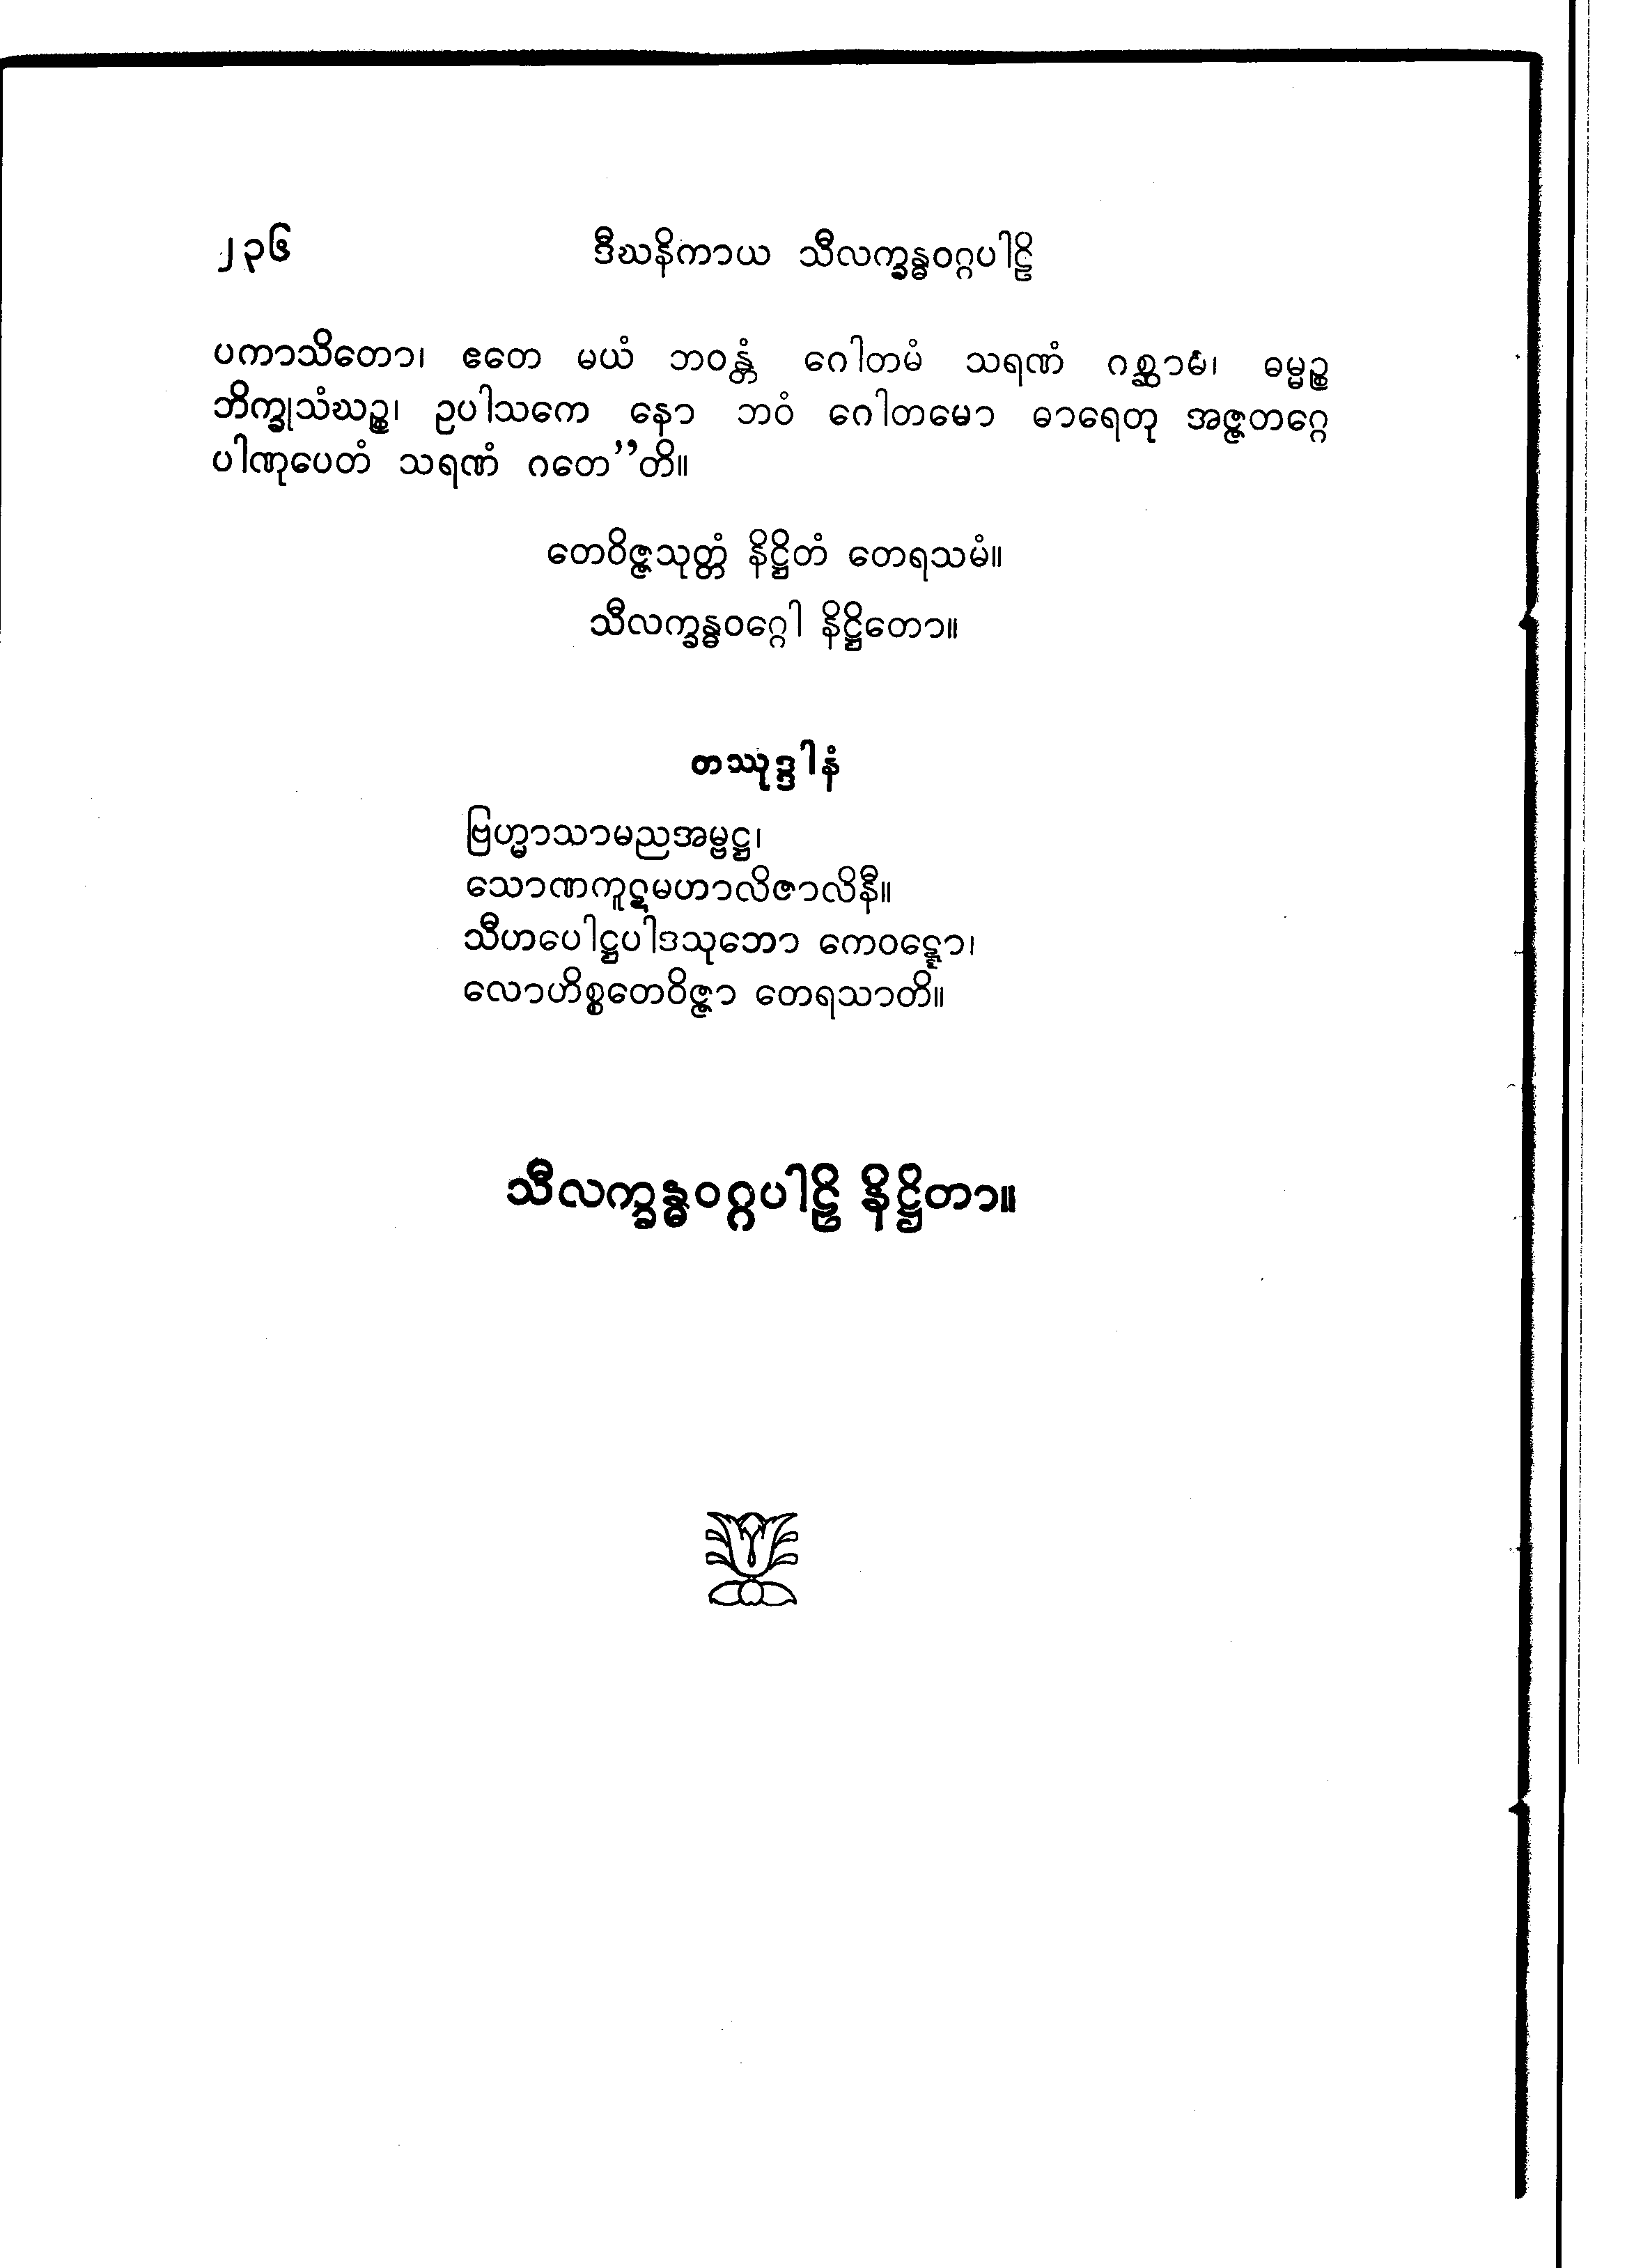 ၂၃၆ ဒီဃနိကာယ သီလက္ခန္ဓဝဂ္ဂပါဠိ
ပကာသိတော၊ ဧတေ မယံ ဘဝန္တံ ဂေါတမံ သရဏံ ဂစ္ဆာမ၊ ဓမ္မဉ္စ
ဘိက္ခုသံဃဉ္စ၊ ဥပါသကေ နော ဘဝံ ဂေါတမော ဓာရေတု အဇ္ဇတဂ္ဂေ
ပါဏုပေတံ သရဏံ ဂတေ”တိ။
တေဝိဇ္ဇသုတ္တံ နိဋ္ဌိတံ တေရသမံ။
သီလက္ခန္ဓဝဂ္ဂေါ နိဋ္ဌိတော။
တဿုဒ္ဒါနံ
ဗြဟ္မာသာမညအမ္ဗဋ္ဌ၊
သောဏကူဋမဟာလိဇာလိနီ။
သီဟပေါဋ္ဌပါဒသုဘော ကေဝဋ္ဋော၊
လောဟိစ္စတေဝိဇ္ဇာ တေရသာတိ။
သီလက္ခန္ဓဝဂ္ဂပါဠိ နိဋ္ဌိတာ။